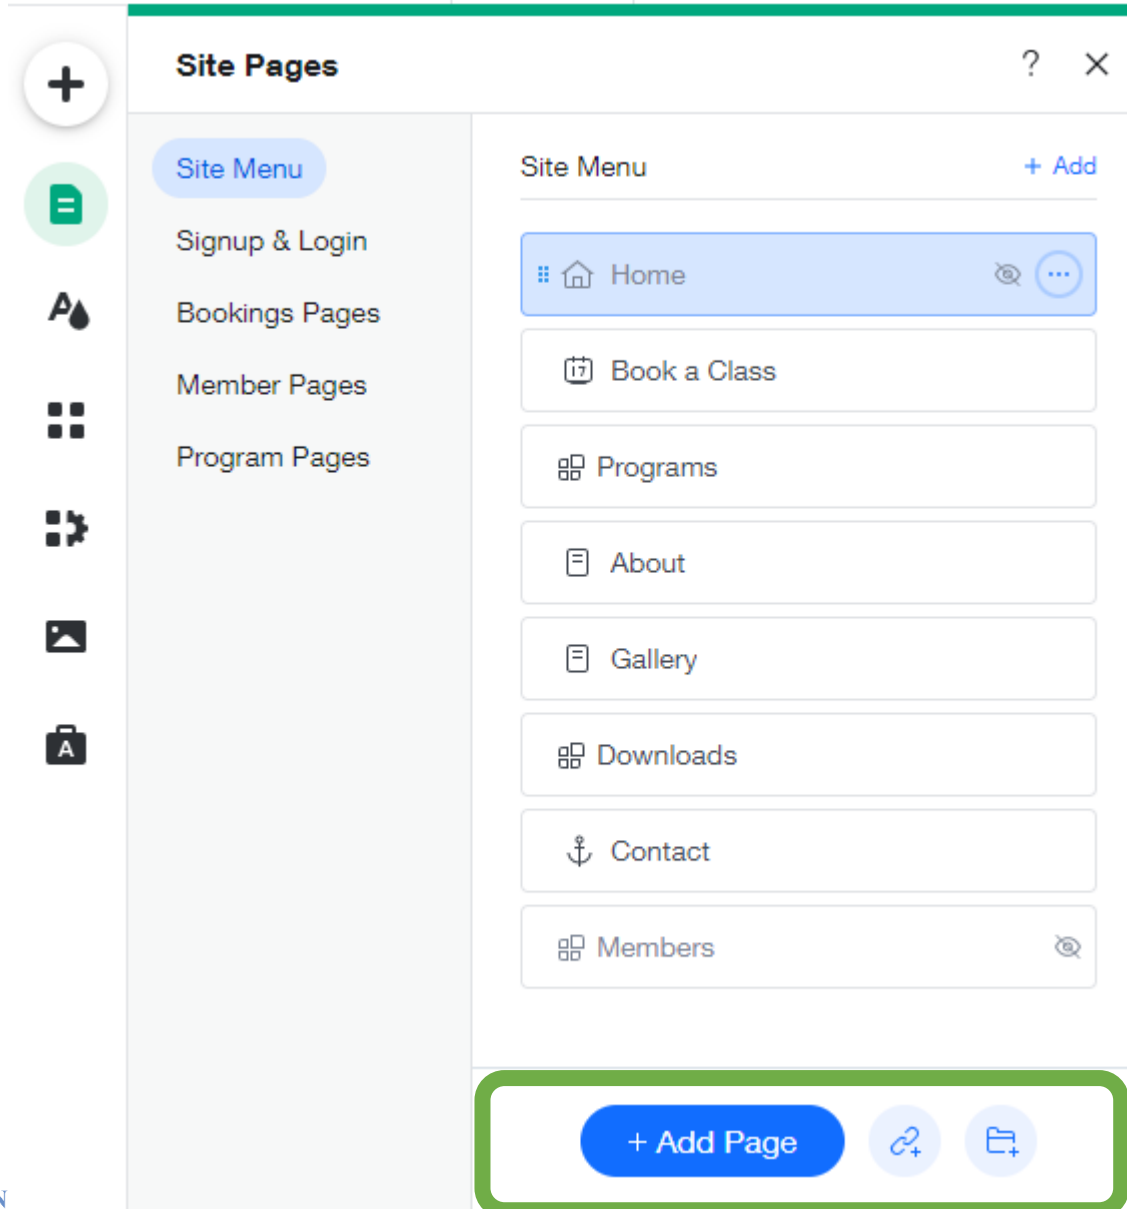 Site Pages
?
Site Menu
Signup & Login
Bookings Pages
Member Pages
Program Pages
Site Menu
+ Add
Home
17 Book a Class
Programs
About
Gallery
Downloads
Contact
Members
+ Add Page
A
A
N